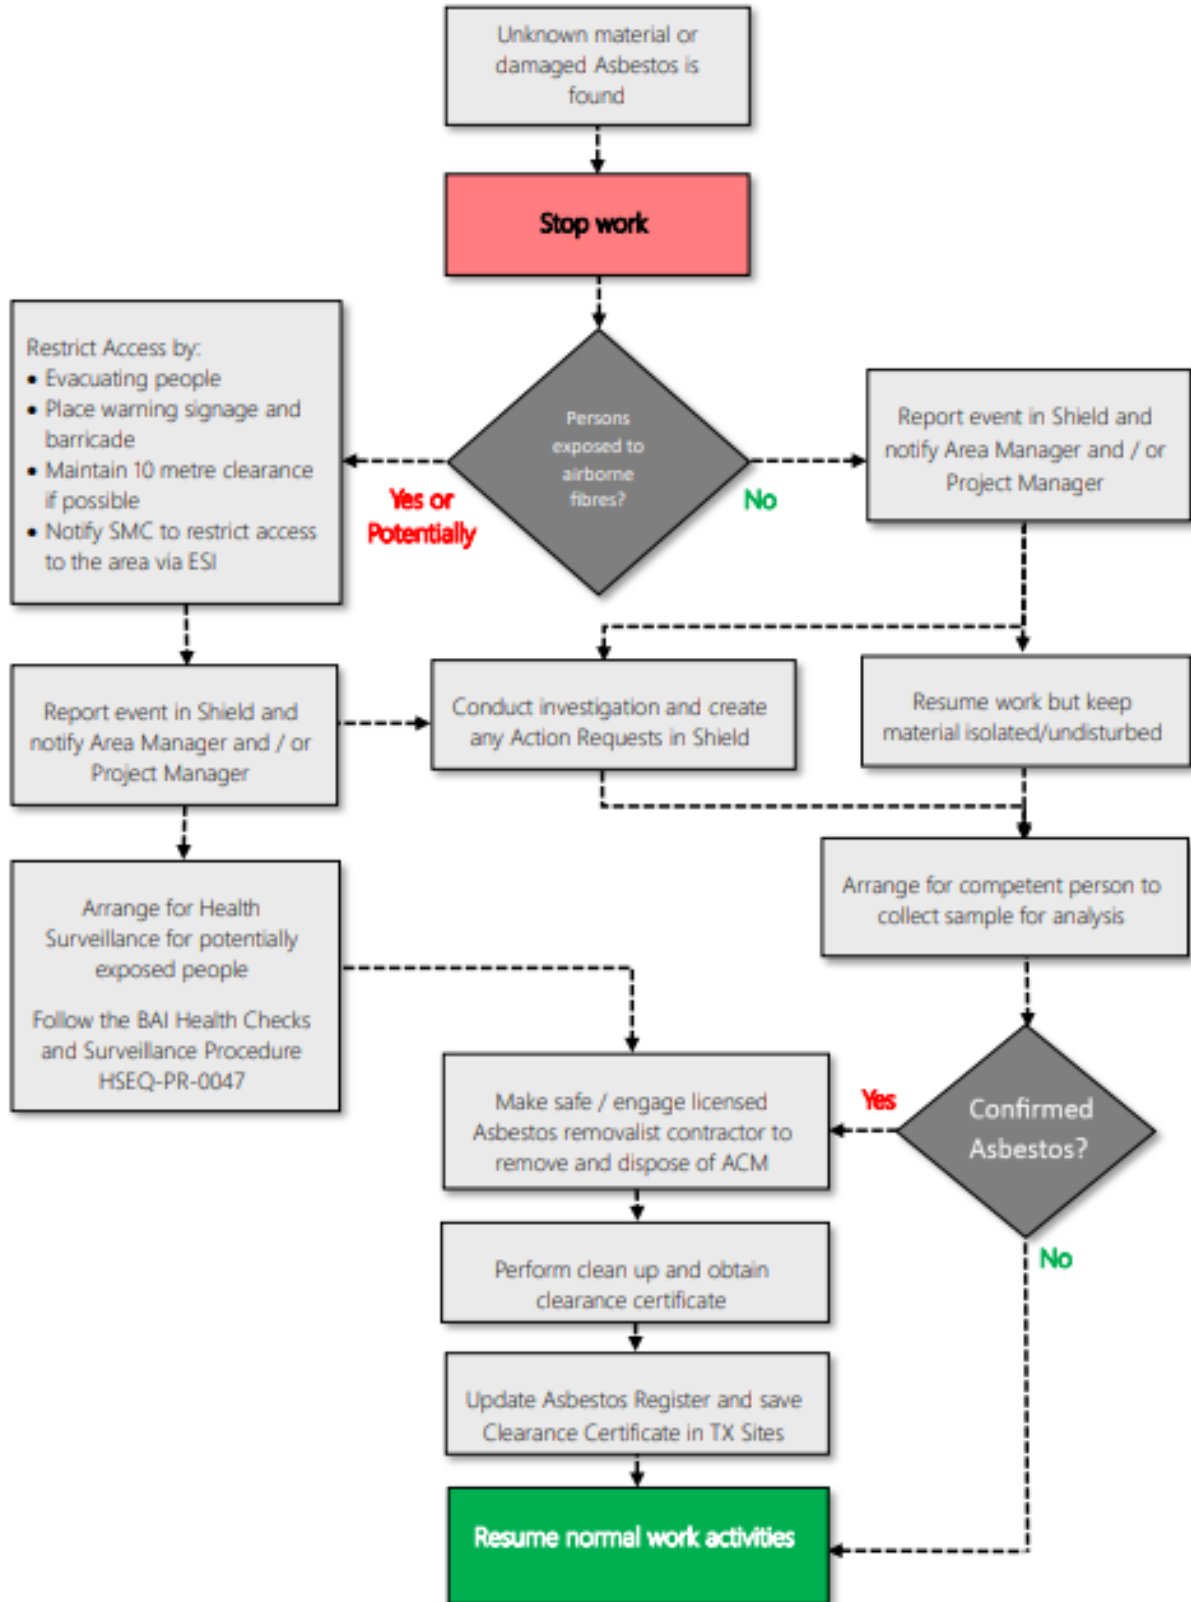 Unknown material or
damaged Asbestos is
found
Stop work
Persons
exposed to
airborne
fibres?
Yes or
Potentially
No
Restrict Access by:
• Evacuating people
• Place warning signage and
barricade
• Maintain 10 metre clearance
if possible
• Notify SMC to restrict access
to the area via ESI
Report event in Shield and
notify Area Manager and / or
Project Manager
Report event in Shield and
notify Area Manager and / or
Project Manager
Conduct investigation and create
any Action Requests in Shield
Resume work but keep
material isolated/undisturbed
Arrange for Health
Surveillance for potentially
exposed people
Follow the BAI Health Checks
and Surveillance Procedure
HSEQ-PR-0047
Arrange for competent person to
collect sample for analysis
Confirmed
Asbestos?
Yes
No
Make safe / engage licensed
Asbestos removalist contractor to
remove and dispose of ACM
Perform clean up and obtain
clearance certificate
Update Asbestos Register and save
Clearance Certificate in TX Sites
Resume normal work activities